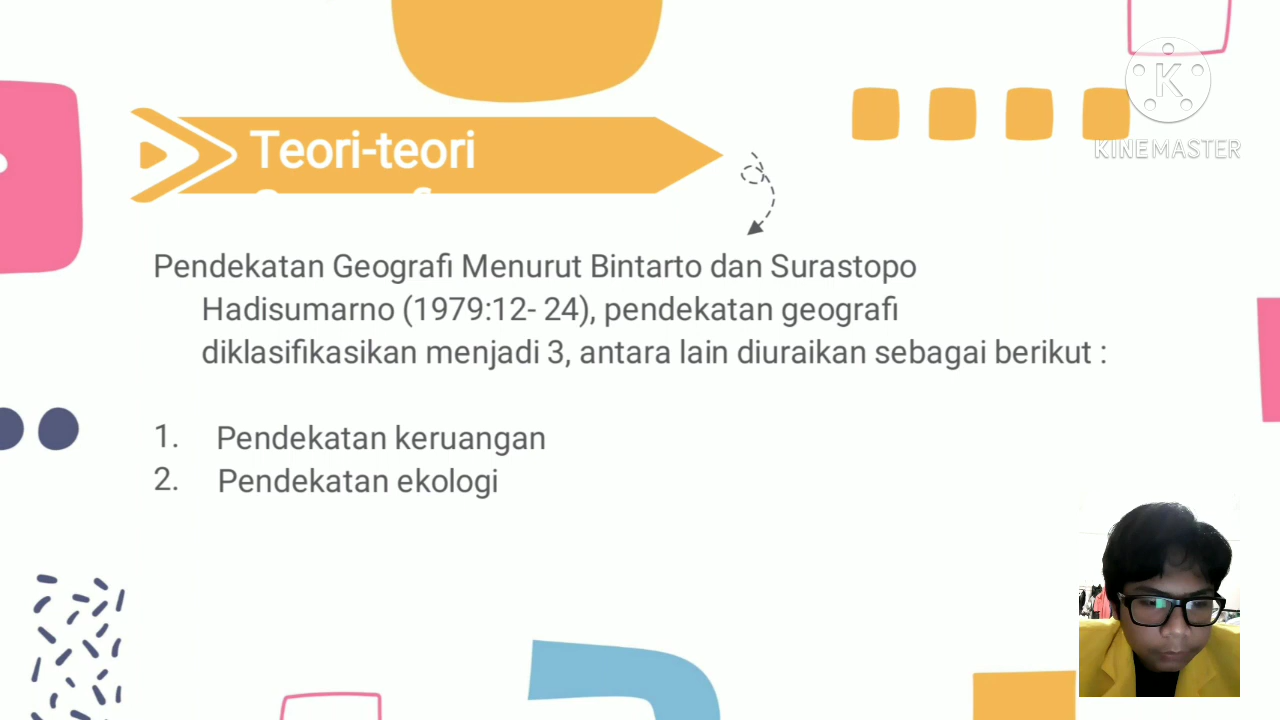 Teori-teori
Pendekatan Geografi Menurut Bintarto dan Surastopo
Hadisumarno (1979:12- 24), pendekatan geografi
diklasifikasikan menjadi 3, antara lain diuraikan sebagai berikut :
1. Pendekatan keruangan
2. Pendekatan ekologi
K
KINEMASTER